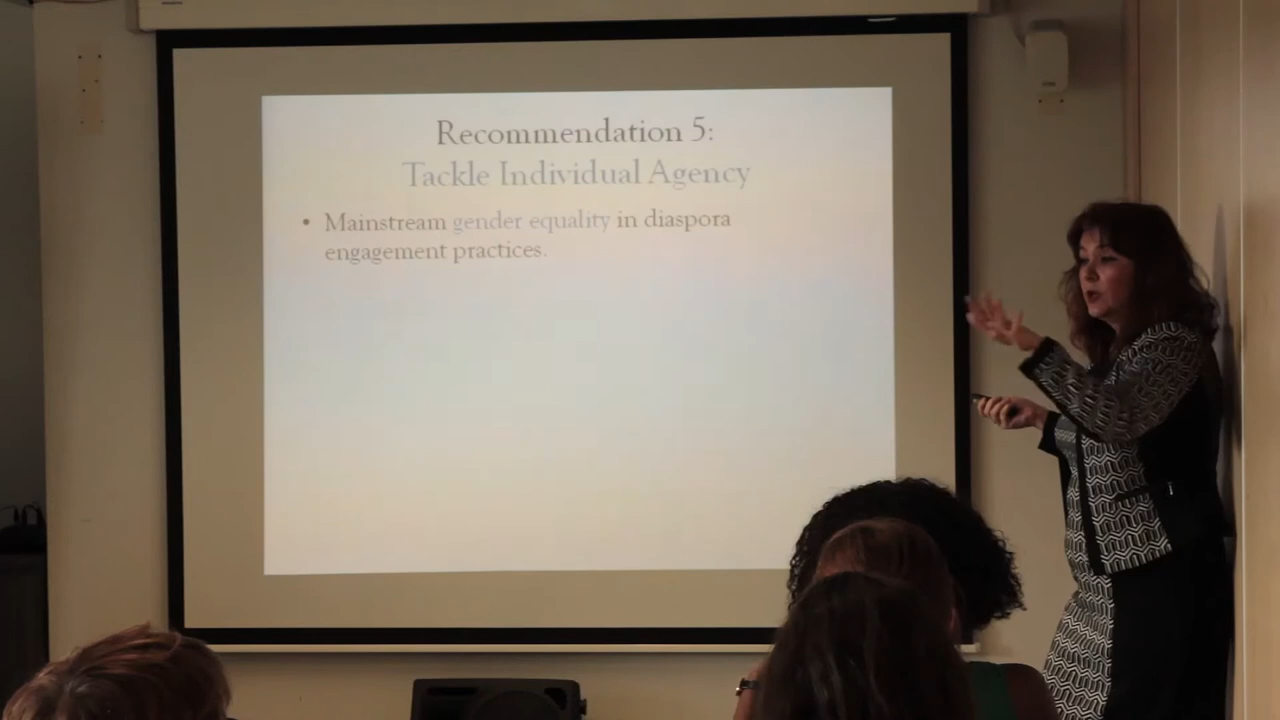 Recommendation 5:
Tackle Individual Agency
• Mainstream gender equality in diaspora
engagement practices.